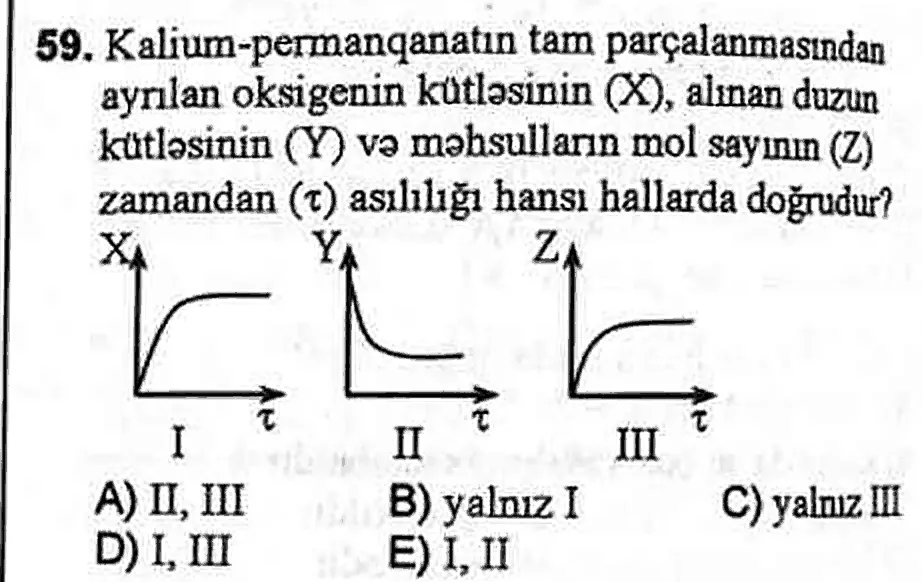 59. Kalium-permanqanatın tam parçalanmasından
ayrılan oksigenin kütləsinin (X), alınan duzun
kütləsinin (Y) və məhsulların mol sayının (Z)
zamandan (τ) asılılığı hansı hallarda doğrudur?
X Y Z
τ τ τ
I II III
A) II, III B) yalnız I C) yalnız III
D) I, III E) I, II